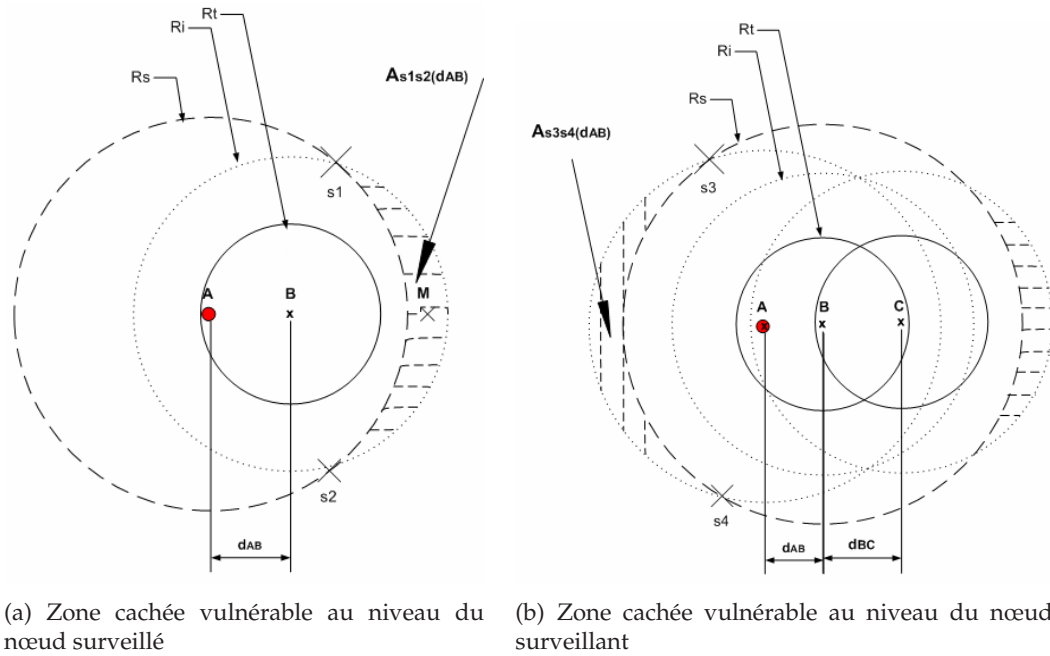 Rt
Ri
Rs
As1s2(dAB)
s1
A
B
M
s2
dAB
Rt
Ri
Rs
As3s4(dAB)
s3
A
B
C
s4
dAB
dBC
(a) Zone cachée vulnérable au niveau du
nœud surveillé
(b) Zone cachée vulnérable au niveau du nœud
surveillant